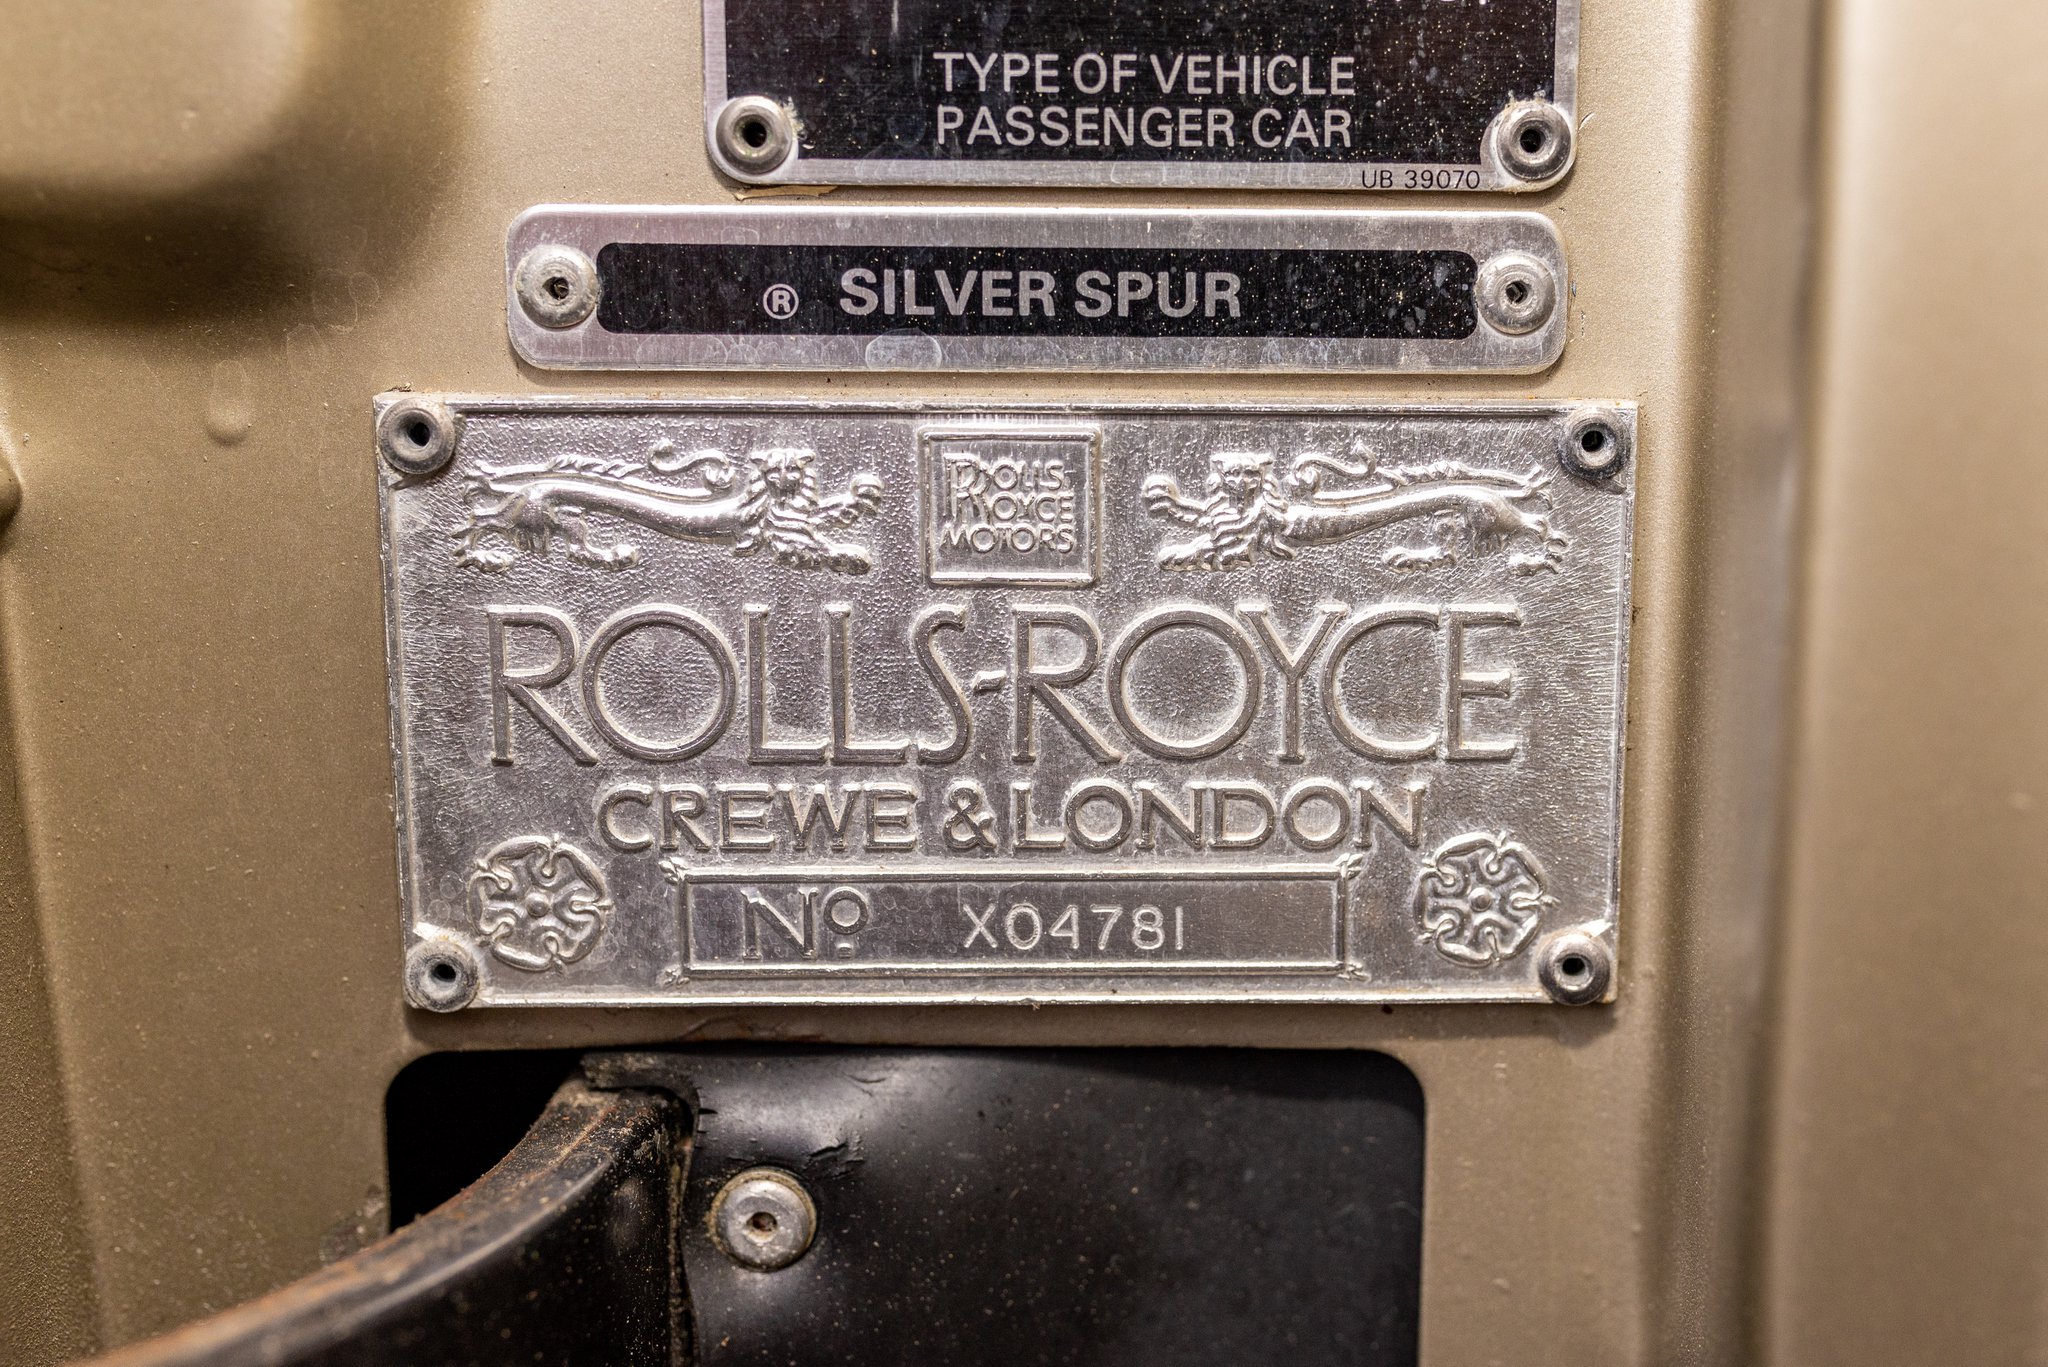 TYPE OF VEHICLE
PASSENGER CAR
UB 39070
® SILVER SPUR
ROLLS-
ROYCE
MOTORS
ROLLS-ROYCE
CREWE & LONDON
Nº X04781